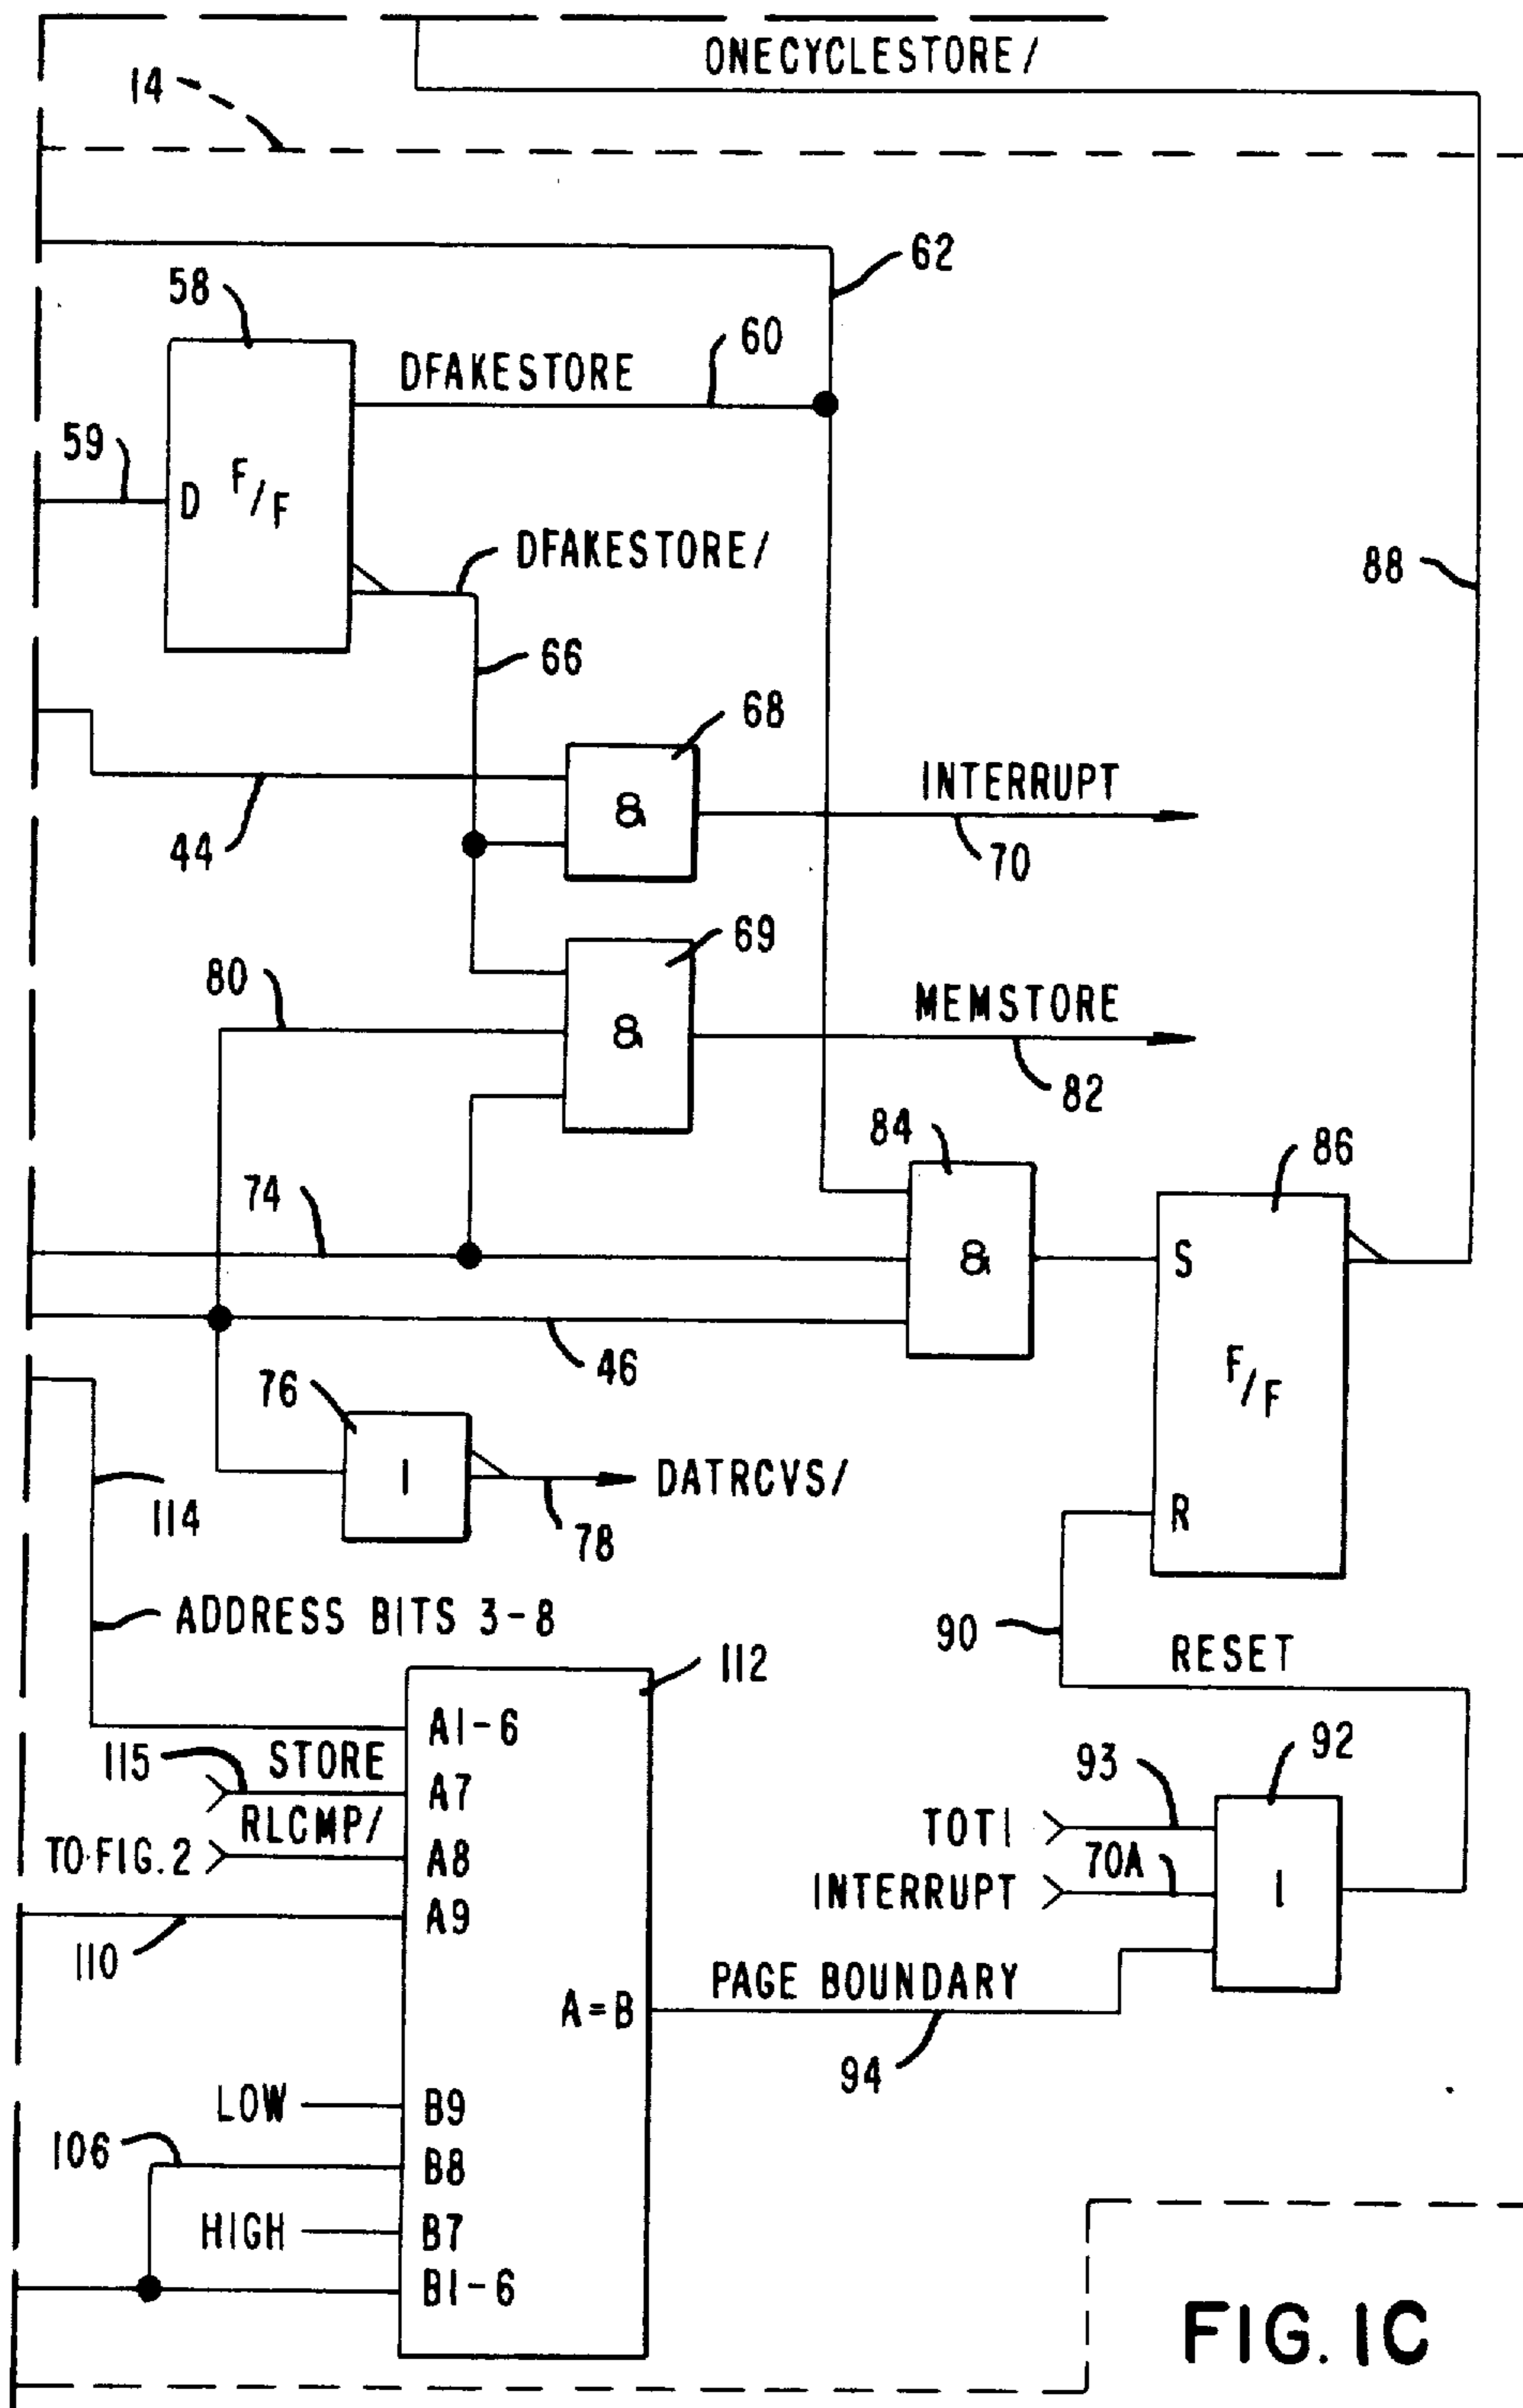 ONECYCLESTORE/
14
62
58
DFAKESTORE
60
59
D F/F
DFAKESTORE/
88
66
68
&
INTERRUPT
44
70
69
80
&
MEMSTORE
82
84
86
74
&
S
46
F/F
76
I
DATRCVS/
114
78
R
ADDRESS BITS 3-8
90
RESET
112
A1-6
115
STORE
A7
93
92
RLCMP/
TOTI
TO FIG. 2
A8
70A
INTERRUPT
I
A9
110
PAGE BOUNDARY
A=B
94
LOW
B9
106
B8
HIGH
B7
B1-6
FIG. 1C